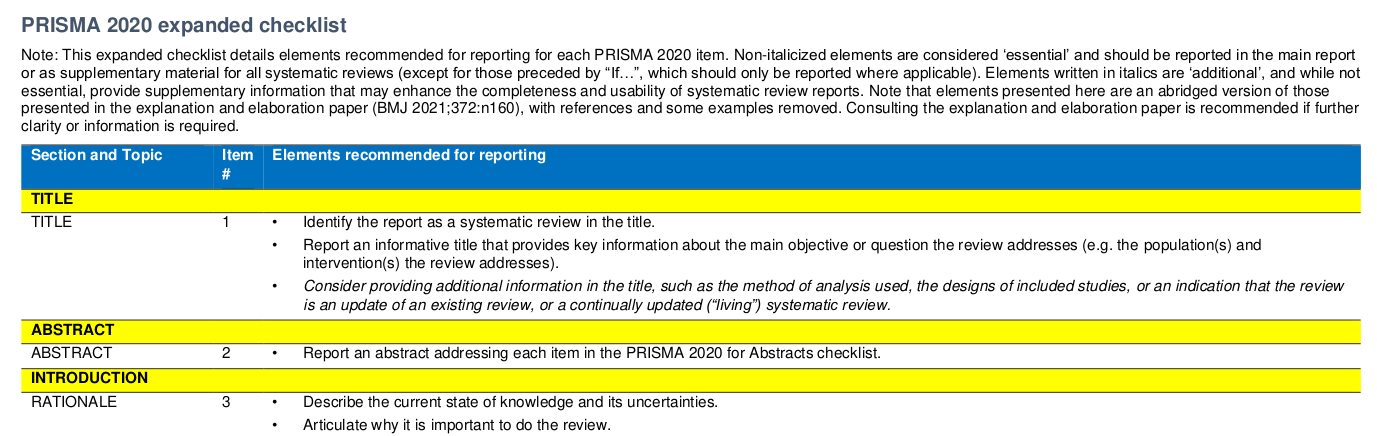 PRISMA 2020 expanded checklist
Note: This expanded checklist details elements recommended for reporting for each PRISMA 2020 item. Non-italicized elements are considered ‘essential’ and should be reported in the main report
or as supplementary material for all systematic reviews (except for those preceded by “If…”, which should only be reported where applicable). Elements written in italics are ‘additional’, and while not
essential, provide supplementary information that may enhance the completeness and usability of systematic review reports. Note that elements presented here are an abridged version of those
presented in the explanation and elaboration paper (BMJ 2021;372:n160), with references and some examples removed. Consulting the explanation and elaboration paper is recommended if further
clarity or information is required.
Section and Topic Item Elements recommended for reporting
#
TITLE
TITLE 1 • Identify the report as a systematic review in the title.
• Report an informative title that provides key information about the main objective or question the review addresses (e.g. the population(s) and
intervention(s) the review addresses).
• Consider providing additional information in the title, such as the method of analysis used, the designs of included studies, or an indication that the review
is an update of an existing review, or a continually updated (“living”) systematic review.
ABSTRACT
ABSTRACT 2 • Report an abstract addressing each item in the PRISMA 2020 for Abstracts checklist.
INTRODUCTION
RATIONALE 3 • Describe the current state of knowledge and its uncertainties.
• Articulate why it is important to do the review.